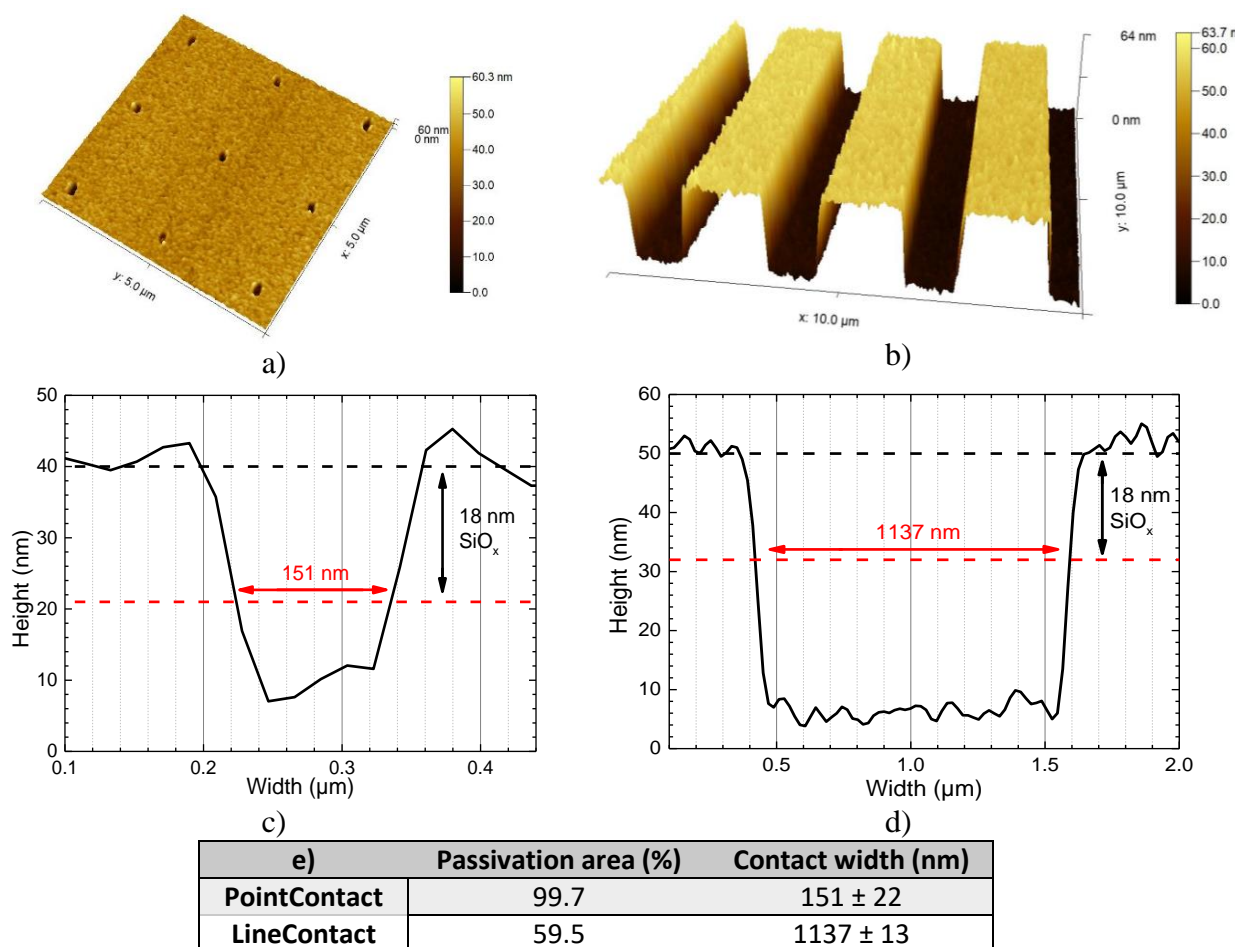 60.3 nm
60 nm
0 nm
50.0
40.0
30.0
20.0
10.0
0.0
x: 5.0 µm
y: 5.0 µm
a)
64 nm
0 nm
y: 10.0 µm
x: 10.0 µm
63.7 n
60.0
50.0
40.0
30.0
20.0
10.0
0.0
b)
50
40
30
20
10
0
Height (nm)
18 nm
SiOₓ
151 nm
0.1 0.2 0.3 0.4
Width (µm)
c)
60
50
40
30
20
10
0
Height (nm)
18 nm
SiOₓ
1137 nm
0.5 1.0 1.5 2.0
Width (µm)
d)
e) Passivation area (%) Contact width (nm)
PointContact 99.7 151 ± 22
LineContact 59.5 1137 ± 13